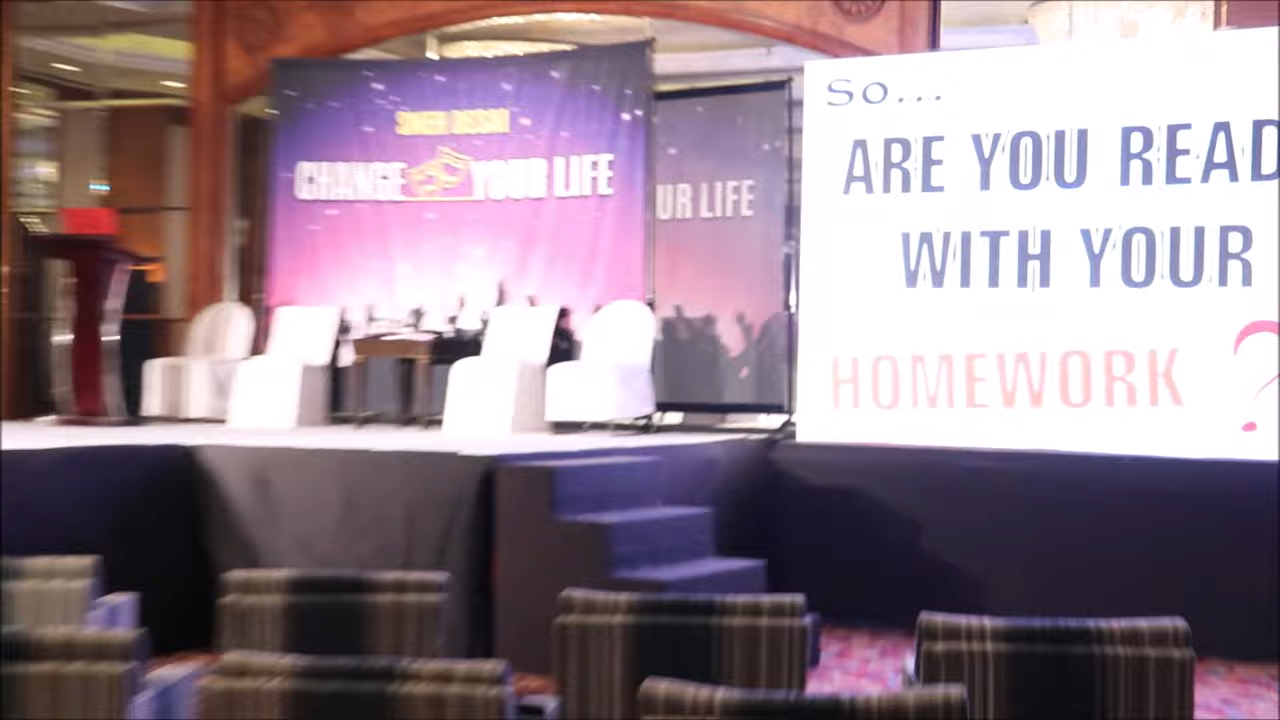 CHANGE YOUR LIFE
UR LIFE
So...
ARE YOU READ
WITH YOUR
HOMEWORK ?